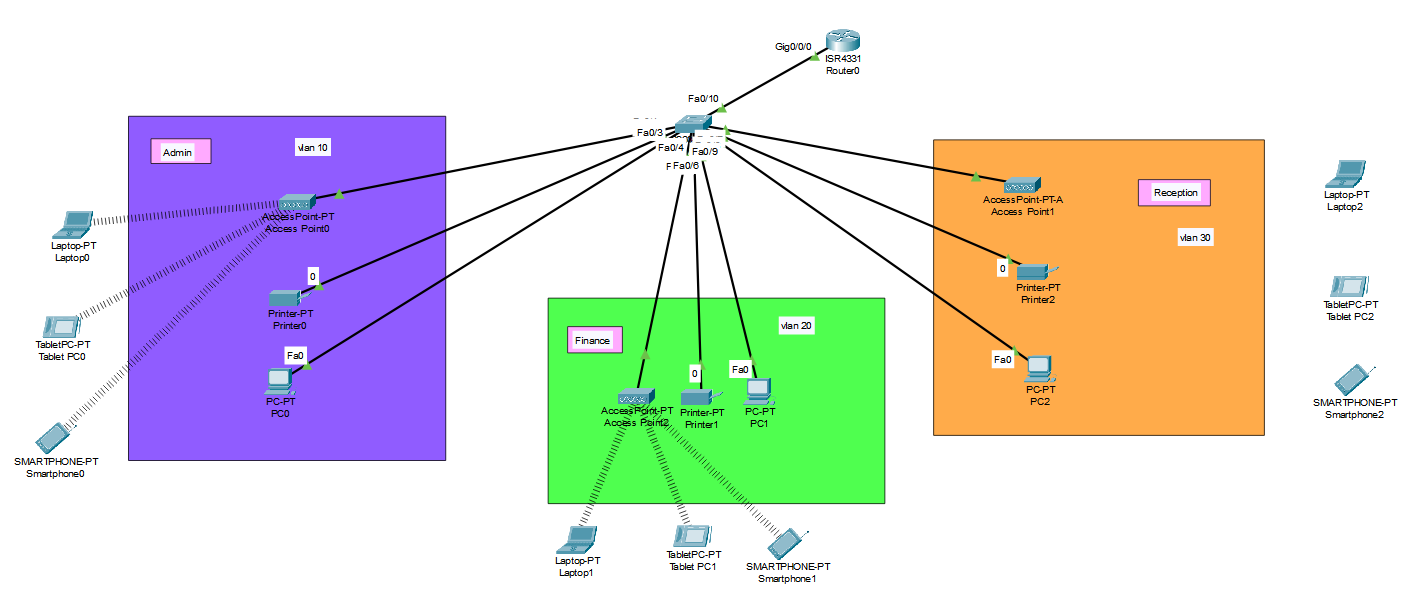 Gig0/0/0
ISR4331
Router0
Fa0/10
Fa0/3
Fa0/4
Fa0/9
Fa0/6
Admin
vlan 10
AccessPoint-PT
Access Point0
Laptop-PT
Laptop0
0
Printer-PT
Printer0
TabletPC-PT
Tablet PC0
Fa0
PC-PT
PC0
SMARTPHONE-PT
Smartphone0
Finance
vlan 20
0
Fa0
AccessPoint-PT
Access Point2
Printer-PT
Printer1
PC-PT
PC1
Laptop-PT
Laptop1
TabletPC-PT
Tablet PC1
SMARTPHONE-PT
Smartphone1
Reception
vlan 30
AccessPoint-PT-A
Access Point1
0
Printer-PT
Printer2
Fa0
PC-PT
PC2
Laptop-PT
Laptop2
TabletPC-PT
Tablet PC2
SMARTPHONE-PT
Smartphone2